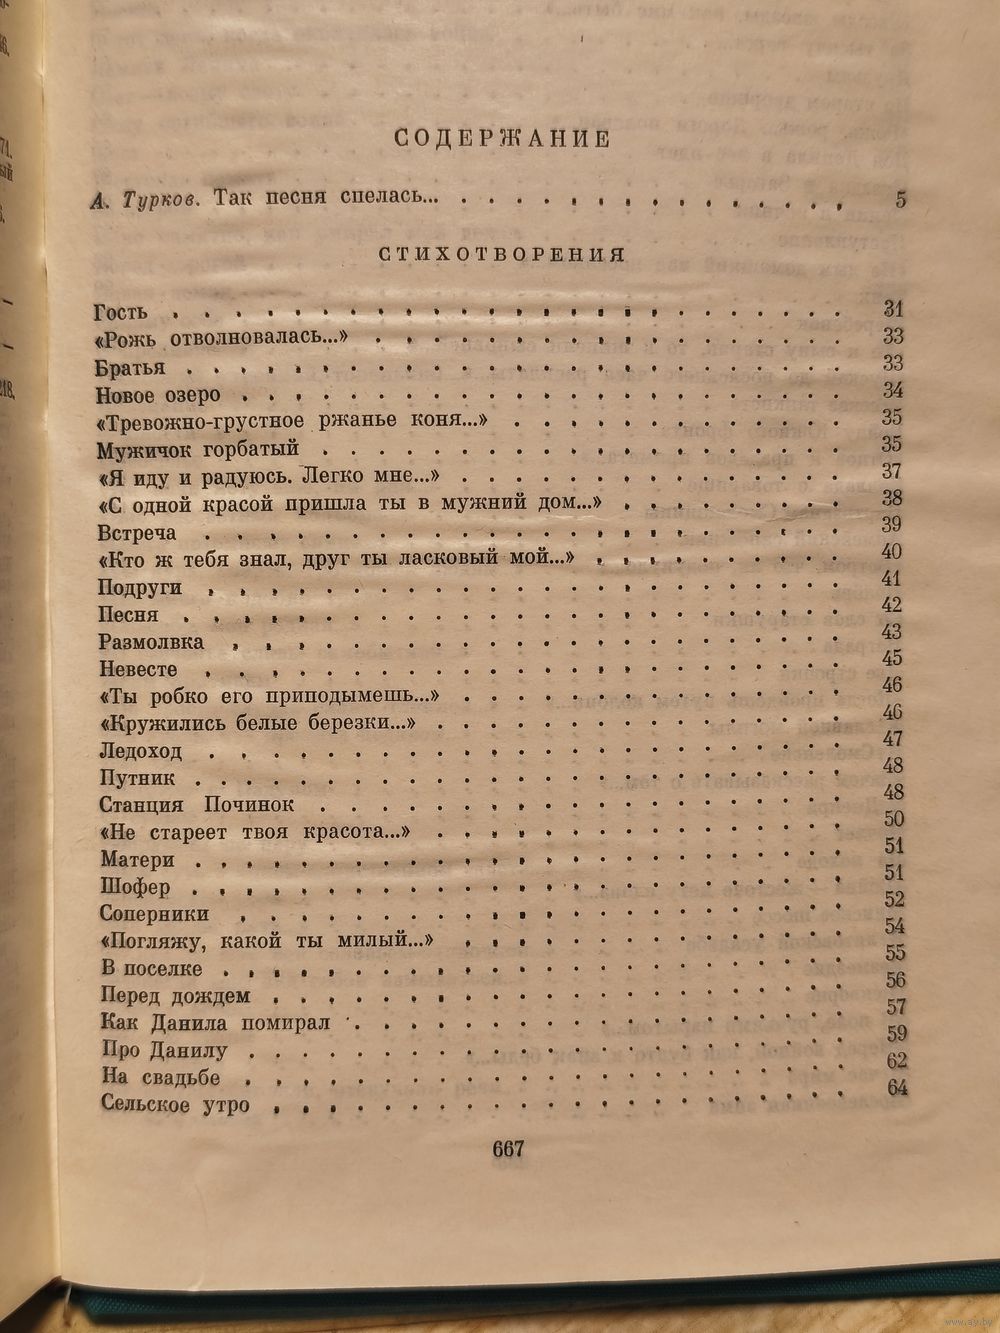 СОДЕРЖАНИЕ
А. Турков. Так песня спелась... 5
СТИХОТВОРЕНИЯ
Гость 31
«Рожь отволновалась...» 33
Братья 33
Новое озеро 34
«Тревожно-грустное ржанье коня...» 35
Мужичок горбатый 35
«Я иду и радуюсь. Легко мне...» 37
«С одной красой пришла ты в мужний дом...» 38
Встреча 39
«Кто ж тебя знал, друг ты ласковый мой...» 40
Подруги 41
Песня 42
Размолвка 43
Невесте 45
«Ты робко его приподымешь...» 46
«Кружились белые березки...» 46
Ледоход 47
Путник 48
Станция Починок 48
«Не стареет твоя красота...» 50
Матери 51
Шофер 51
Соперники 52
«Погляжу, какой ты милый...» 54
В поселке 55
Перед дождем 56
Как Данила помирал 57
Про Данилу 59
На свадьбе 62
Сельское утро 64
667
www.ay.by